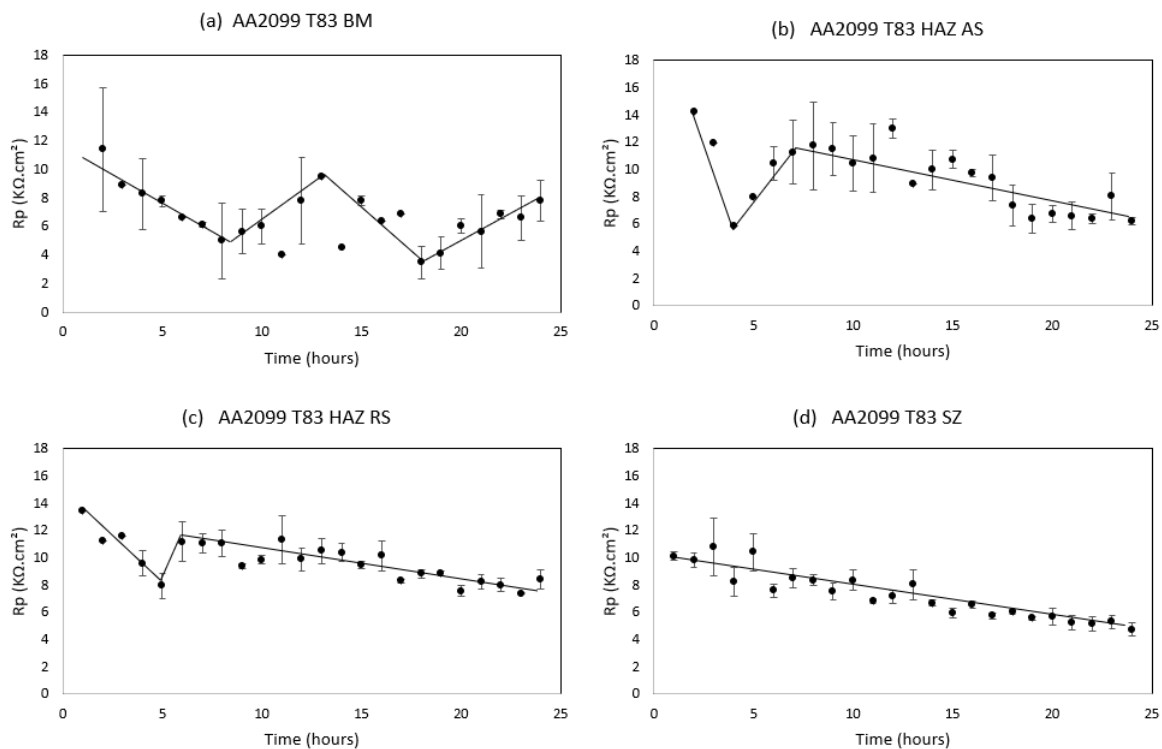 (a) AA2099 T83 BM
18
16
14
12
10
8
6
4
2
0
Rp (KΩ.cm²)
0 5 10 15 20 25
Time (hours)
(b) AA2099 T83 HAZ AS
18
16
14
12
10
8
6
4
2
0
Rp (KΩ.cm²)
0 5 10 15 20 25
Time (hours)
(c) AA2099 T83 HAZ RS
18
16
14
12
10
8
6
4
2
0
Rp (KΩ.cm²)
0 5 10 15 20 25
Time (hours)
(d) AA2099 T83 SZ
18
16
14
12
10
8
6
4
2
0
Rp (KΩ.cm²)
0 5 10 15 20 25
Time (hours)